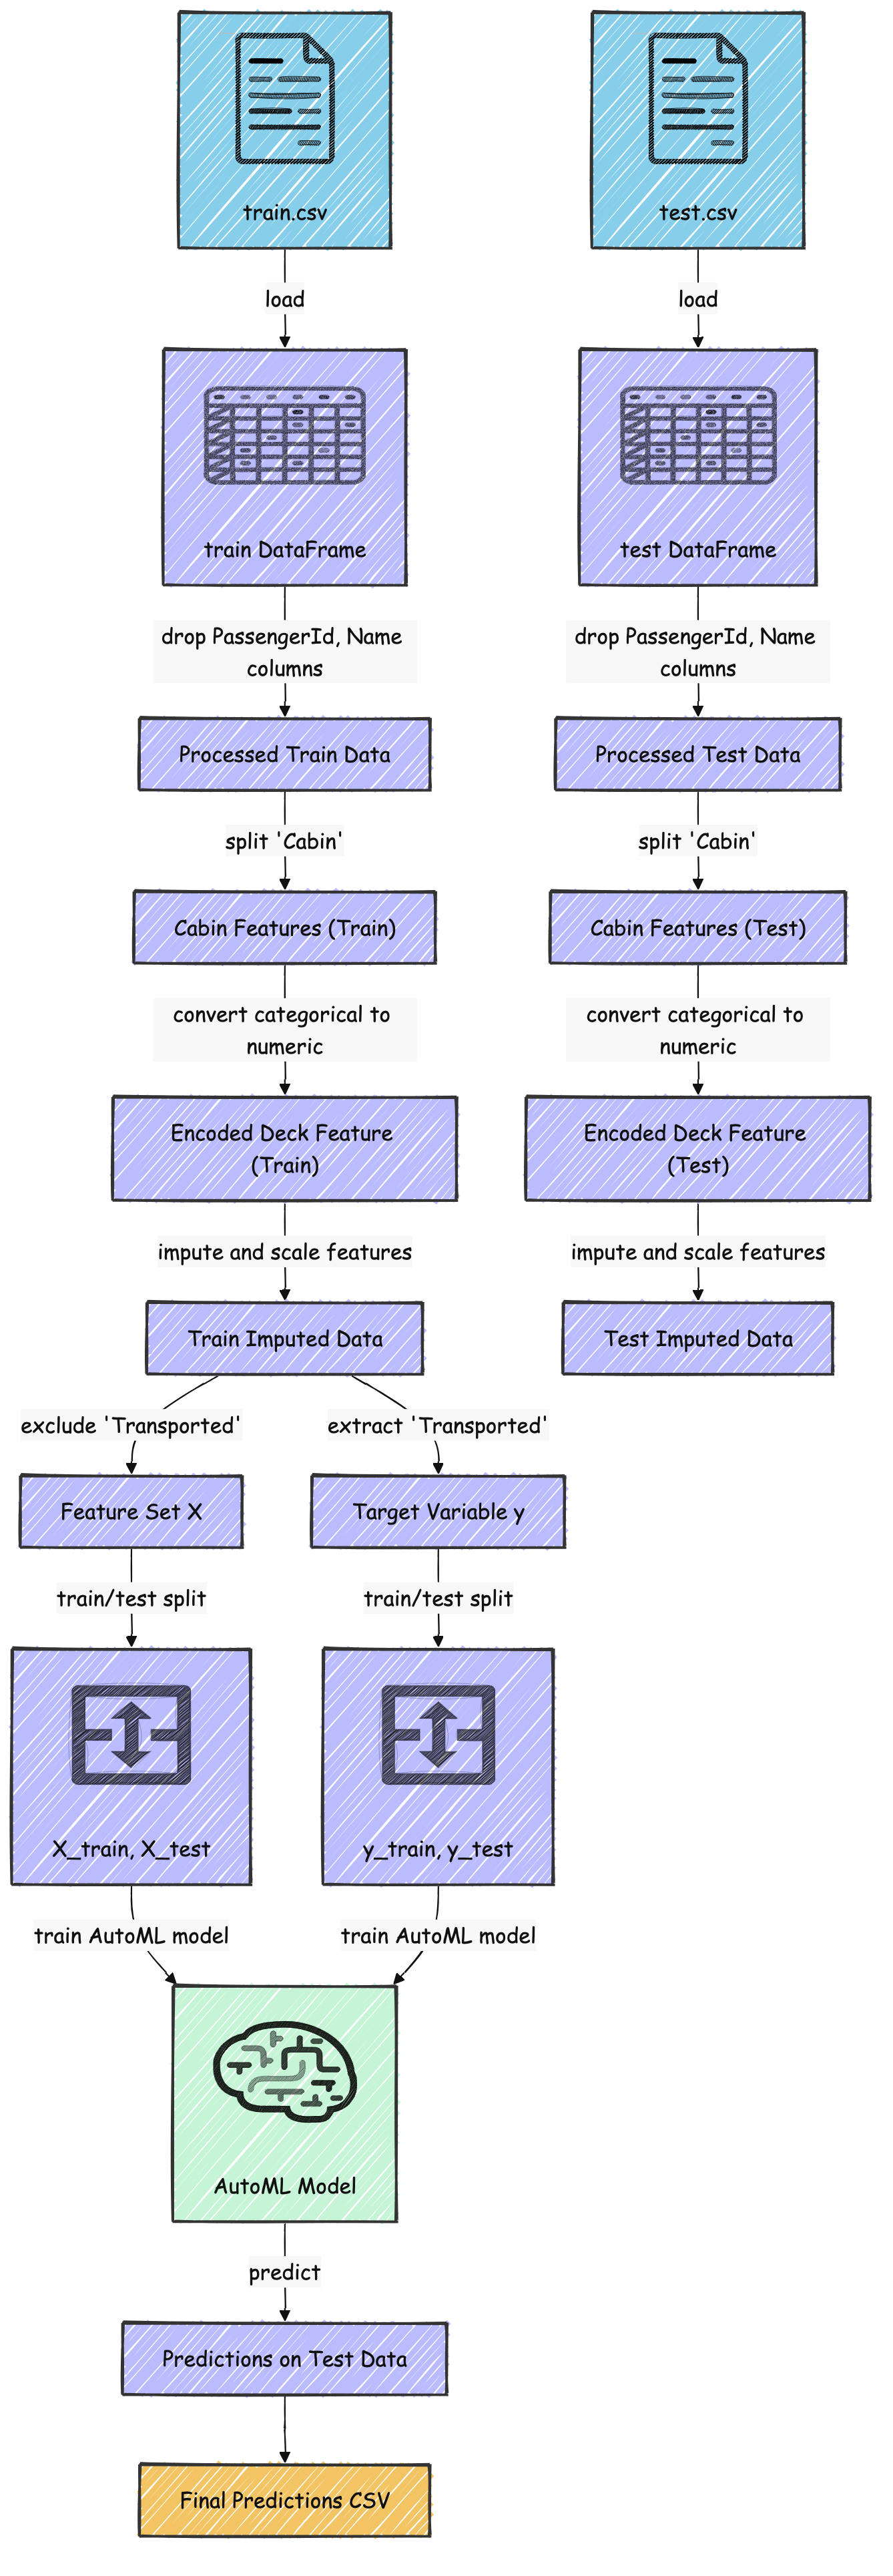 train.csv
test.csv
load
load
train DataFrame
test DataFrame
drop PassengerId, Name
columns
drop PassengerId, Name
columns
Processed Train Data
Processed Test Data
split 'Cabin'
split 'Cabin'
Cabin Features (Train)
Cabin Features (Test)
convert categorical to
numeric
convert categorical to
numeric
Encoded Deck Feature
(Train)
Encoded Deck Feature
(Test)
impute and scale features
impute and scale features
Train Imputed Data
Test Imputed Data
exclude 'Transported'
extract 'Transported'
Feature Set X
Target Variable y
train/test split
train/test split
X_train, X_test
y_train, y_test
train AutoML model
train AutoML model
AutoML Model
predict
Predictions on Test Data
Final Predictions CSV